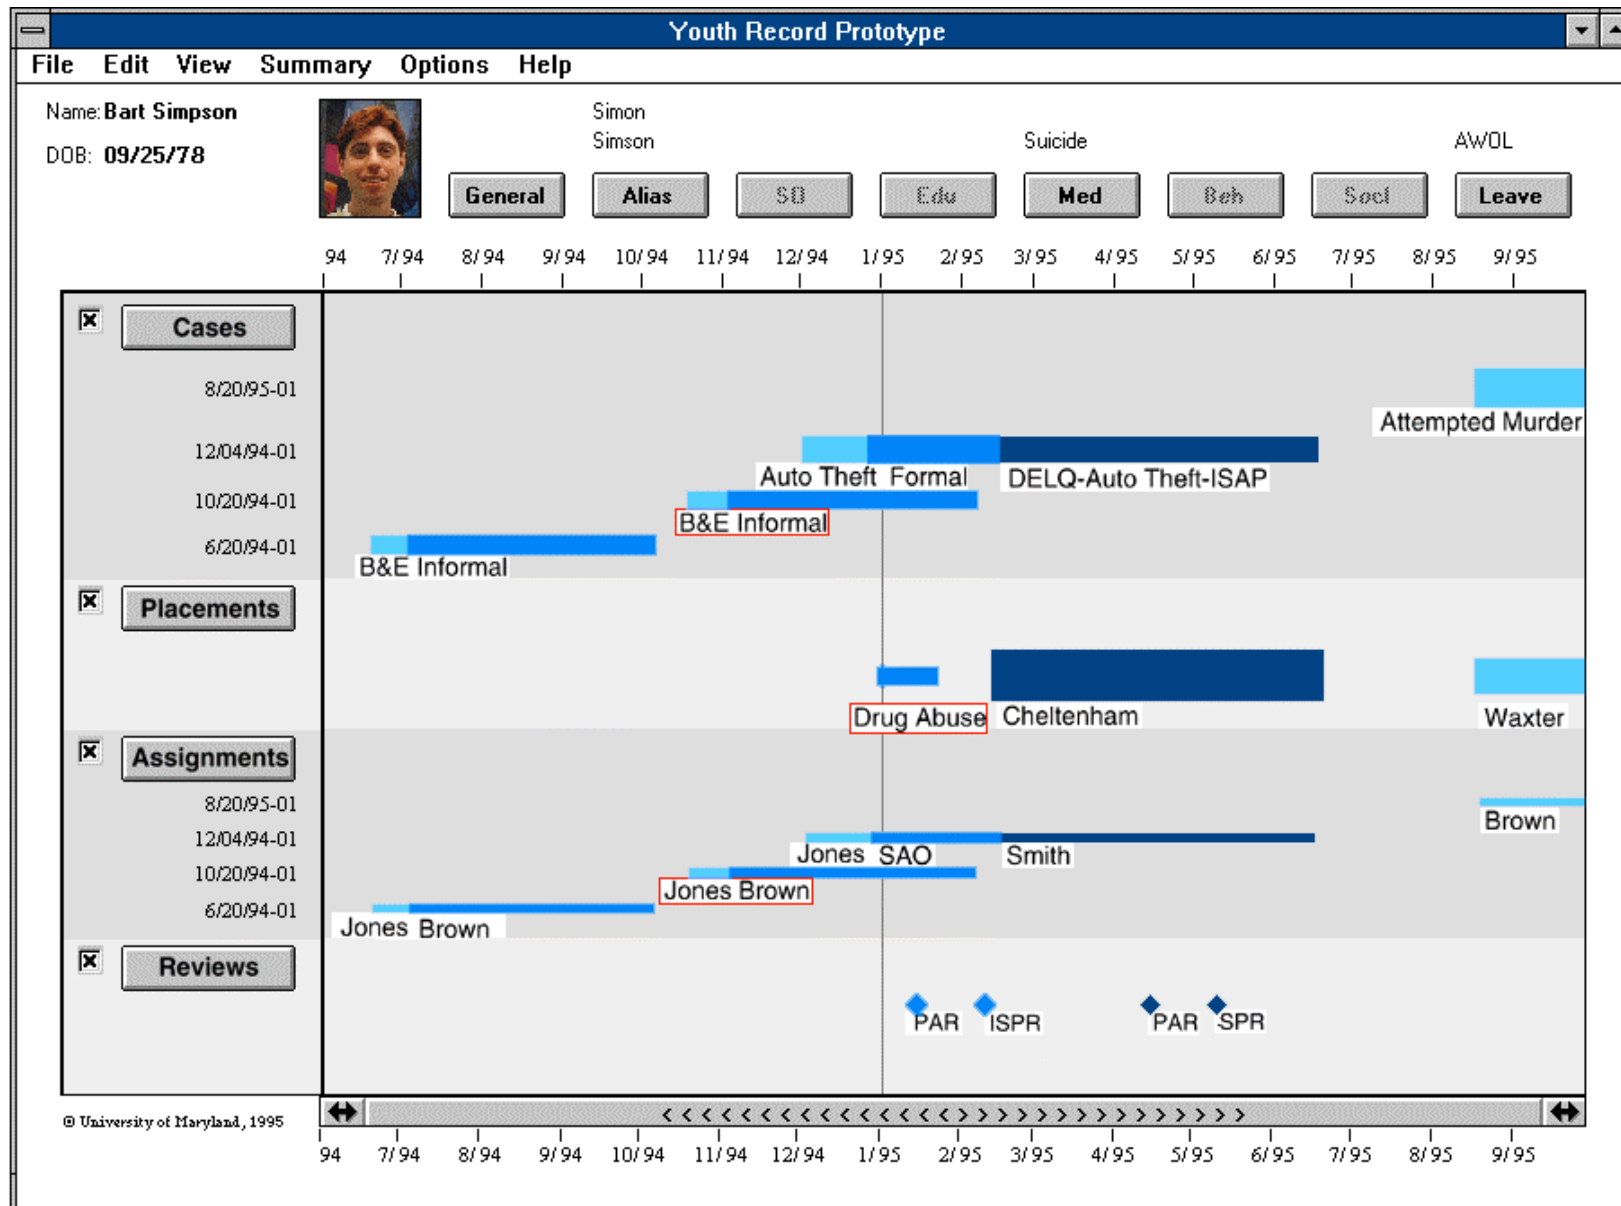 Youth Record Prototype
File Edit View Summary Options Help
Name: Bart Simpson
DOB: 09/25/78
Simon
Simson
Suicide
AWOL
General Alias SO Edu Med Beh Socl Leave
94 7/94 8/94 9/94 10/94 11/94 12/94 1/95 2/95 3/95 4/95 5/95 6/95 7/95 8/95 9/95
Cases
8/20/95-01
Attempted Murder
12/04/94-01
Auto Theft Formal DELQ-Auto Theft-ISAP
10/20/94-01
B&E Informal
6/20/94-01
B&E Informal
Placements
Drug Abuse Cheltenham Waxter
Assignments
8/20/95-01
Brown
12/04/94-01
Jones SAO Smith
10/20/94-01
Jones Brown
6/20/94-01
Jones Brown
Reviews
PAR ISPR PAR SPR
© University of Maryland, 1995
< < < < < < < < < < < < < < < > > > > > > > > > > > > > > >
94 7/94 8/94 9/94 10/94 11/94 12/94 1/95 2/95 3/95 4/95 5/95 6/95 7/95 8/95 9/95